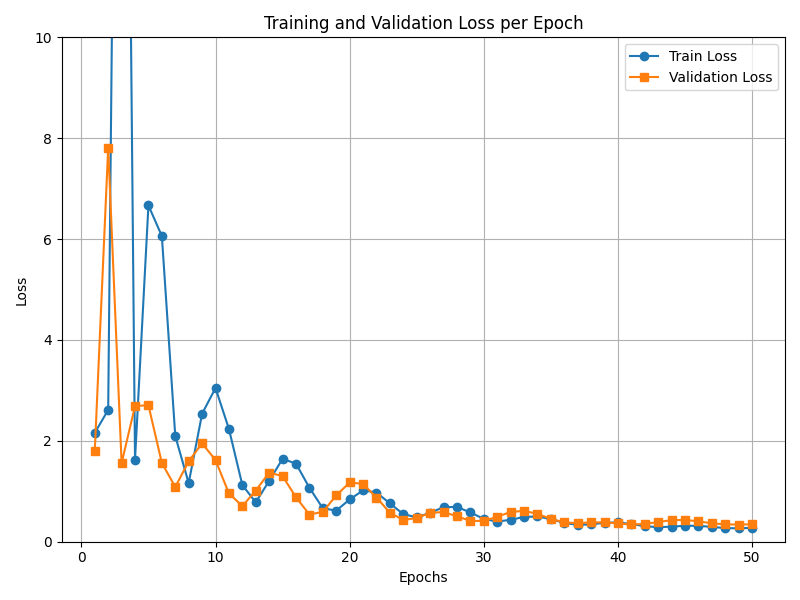 Training and Validation Loss per Epoch
Train Loss
Validation Loss
Loss
10
8
6
4
2
0
0 10 20 30 40 50
Epochs